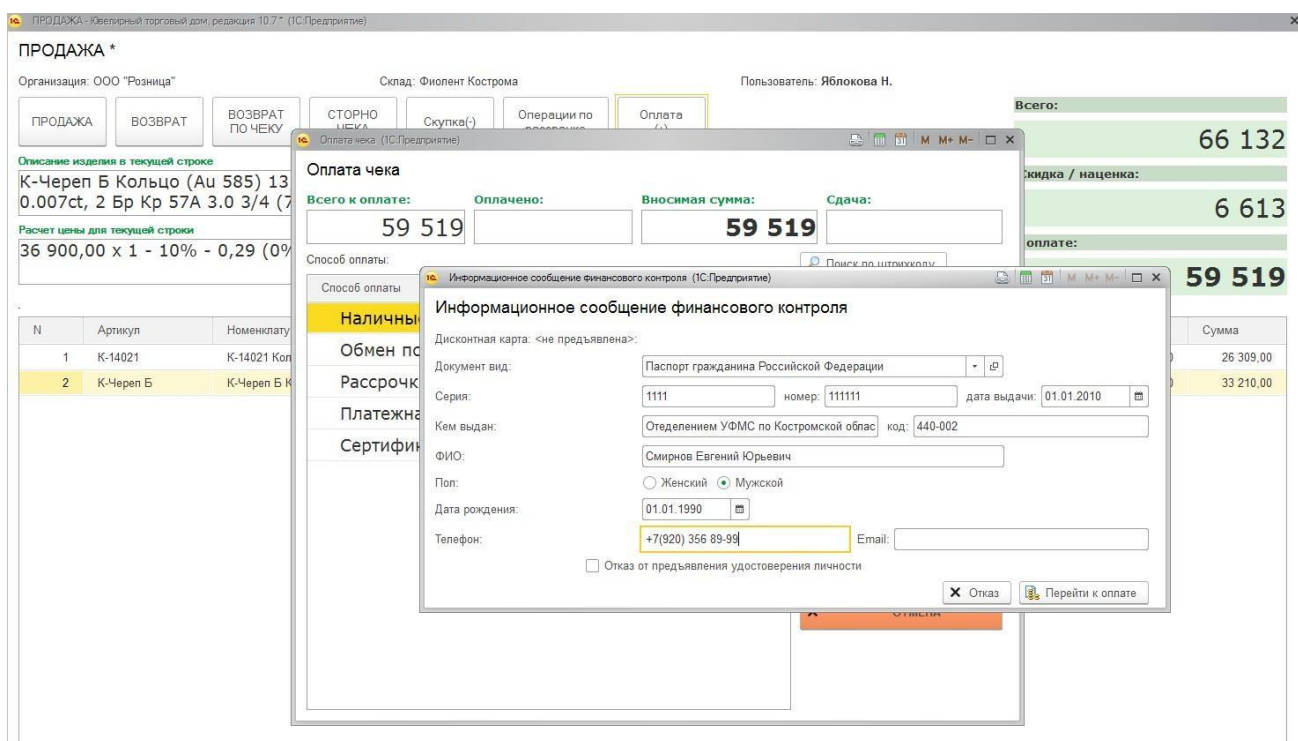 ПРОДАЖА - Ювелирный торговый дом, редакция 10.7 * (1С:Предприятие)
ПРОДАЖА *
Организация: ООО "Розница" Склад: Фиолент Кострома Пользователь: Яблокова Н.
ПРОДАЖА ВОЗВРАТ ВОЗВРАТ ПО ЧЕКУ СТОРНО ЧЕКА Скупка(-) Операции по рассрочке Оплата (+)
Всего:
66 132
Скидка / наценка:
6 613
оплате:
59 519
Описание изделия в текущей строке
К-Череп Б Кольцо (Au 585) 13
0.007ct, 2 Бр Кр 57А 3.0 3/4 (7
Расчет цены для текущей строки
36 900,00 x 1 - 10% - 0,29 (0%
N Артикул Номенклату Сумма
1 К-14021 К-14021 Кол 26 309,00
2 К-Череп Б К-Череп Б К 33 210,00
Оплата чека (1С:Предприятие) M M+ M-
Оплата чека
Всего к оплате: Оплачено: Вносимая сумма: Сдача:
59 519 59 519
Способ оплаты: Поиск по штрихкоду
Способ оплаты
Наличны
Обмен по
Рассрочк
Платежна
Сертифик
ОТМЕНА
Информационное сообщение финансового контроля (1С:Предприятие) M M+ M-
Информационное сообщение финансового контроля
Дисконтная карта: <не предъявлена>:
Документ вид: Паспорт гражданина Российской Федерации
Серия: 1111 номер: 111111 дата выдачи: 01.01.2010
Кем выдан: Отеделением УФМС по Костромской облас код: 440-002
ФИО: Смирнов Евгений Юрьевич
Пол: Женский Мужской
Дата рождения: 01.01.1990
Телефон: +7(920) 356 89-99 Email:
Отказ от предъявления удостоверения личности
Отказ Перейти к оплате